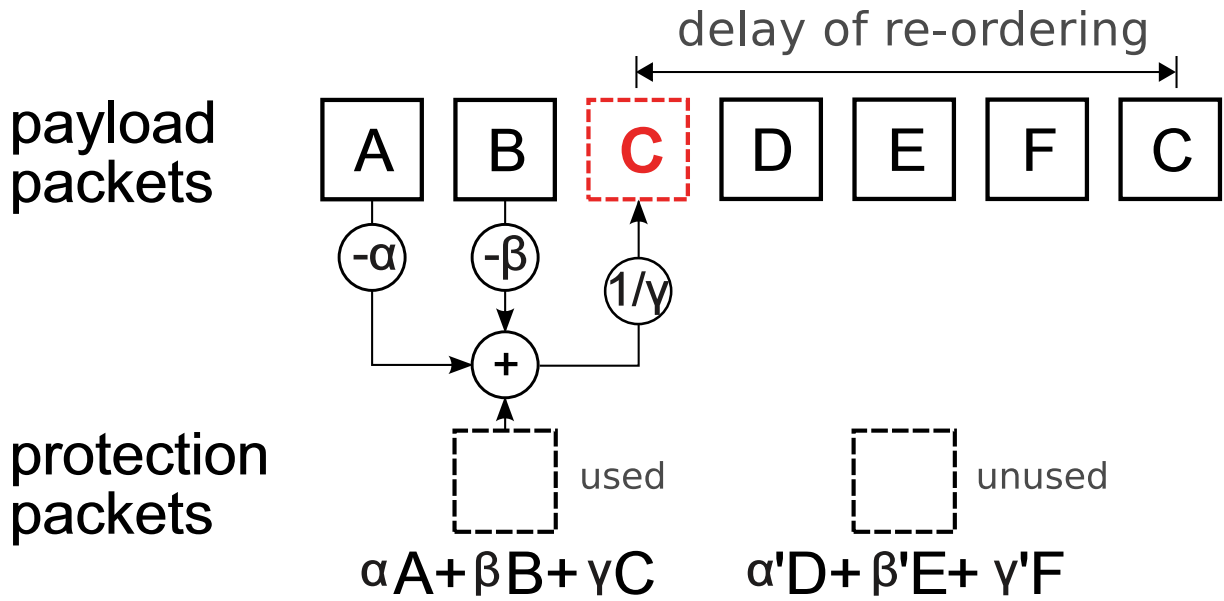 delay of re-ordering
payload
packets
A B C D E F C
-α -β 1/γ
+
protection
packets
used unused
αA+βB+γC α'D+β'E+ γ'F